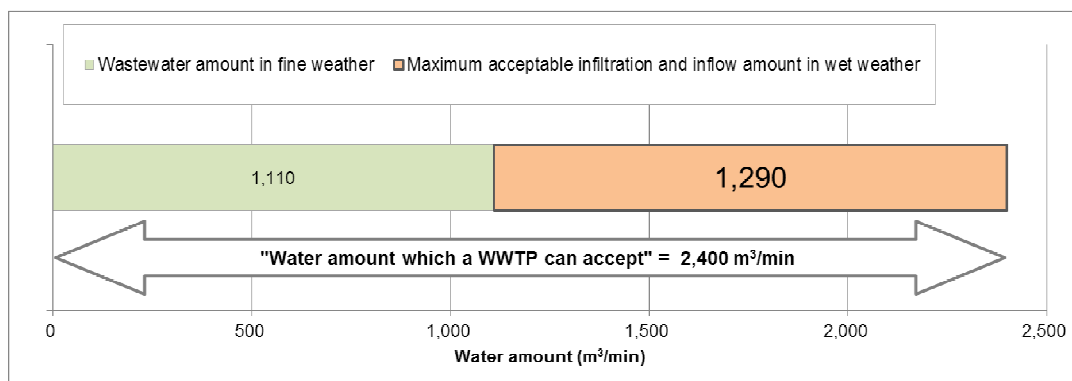 Wastewater amount in fine weather Maximum acceptable infiltration and inflow amount in wet weather
1,110 1,290
"Water amount which a WWTP can accept" = 2,400 m³/min
0 500 1,000 1,500 2,000 2,500
Water amount (m³/min)